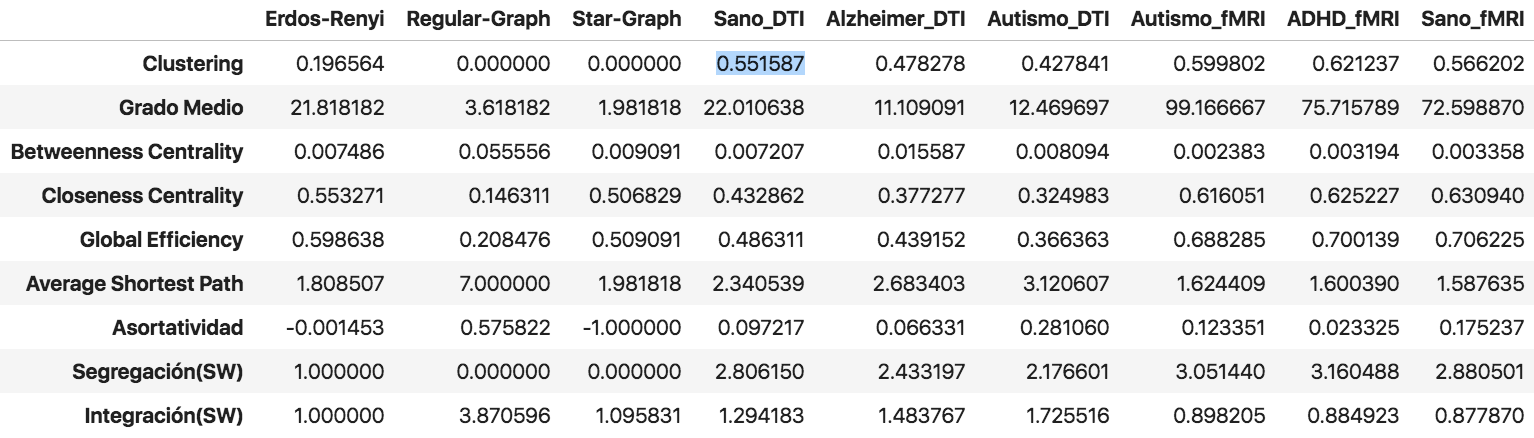 Erdos-Renyi Regular-Graph Star-Graph Sano_DTI Alzheimer_DTI Autismo_DTI Autismo_fMRI ADHD_fMRI Sano_fMRI
Clustering 0.196564 0.000000 0.000000 0.551587 0.478278 0.427841 0.599802 0.621237 0.566202
Grado Medio 21.818182 3.618182 1.981818 22.010638 11.109091 12.469697 99.166667 75.715789 72.598870
Betweenness Centrality 0.007486 0.055556 0.009091 0.007207 0.015587 0.008094 0.002383 0.003194 0.003358
Closeness Centrality 0.553271 0.146311 0.506829 0.432862 0.377277 0.324983 0.616051 0.625227 0.630940
Global Efficiency 0.598638 0.208476 0.509091 0.486311 0.439152 0.366363 0.688285 0.700139 0.706225
Average Shortest Path 1.808507 7.000000 1.981818 2.340539 2.683403 3.120607 1.624409 1.600390 1.587635
Asortatividad -0.001453 0.575822 -1.000000 0.097217 0.066331 0.281060 0.123351 0.023325 0.175237
Segregación(SW) 1.000000 0.000000 0.000000 2.806150 2.433197 2.176601 3.051440 3.160488 2.880501
Integración(SW) 1.000000 3.870596 1.095831 1.294183 1.483767 1.725516 0.898205 0.884923 0.877870